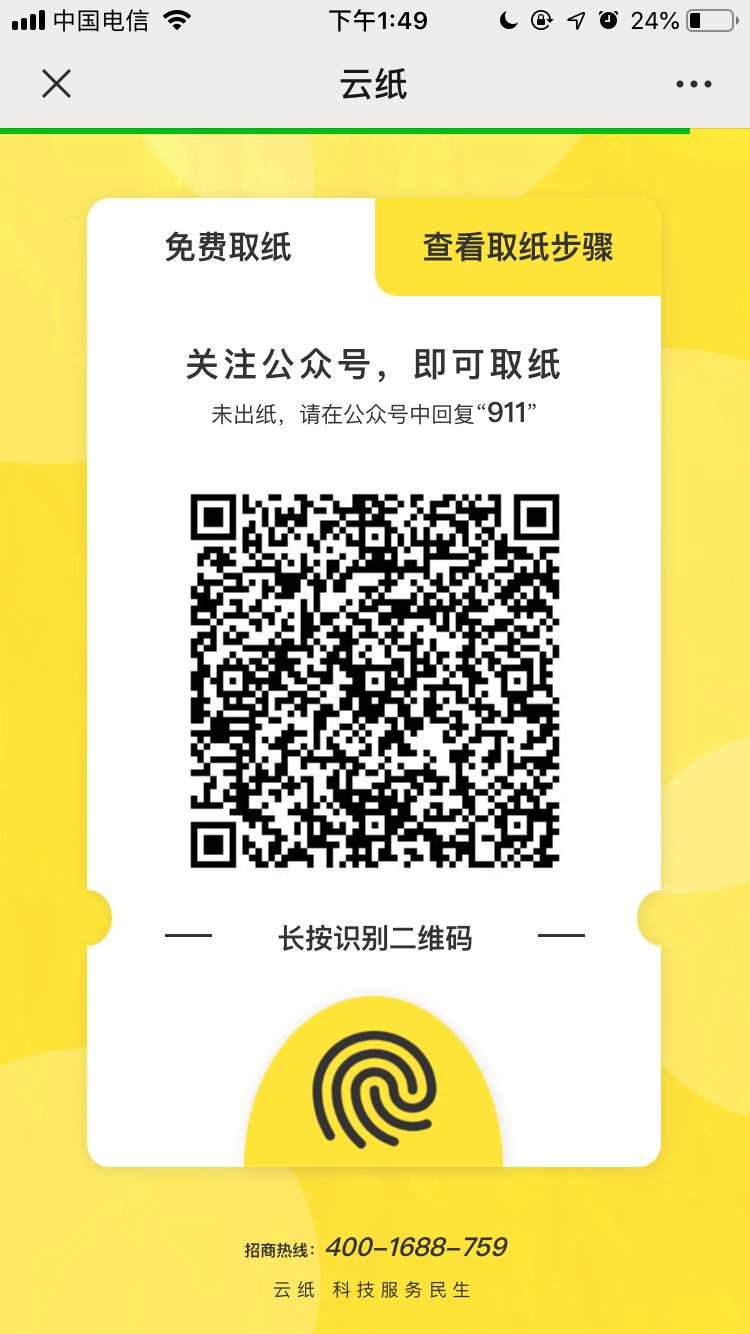 中国电信 下午1:49 24%
云纸
免费取纸 查看取纸步骤
关注公众号，即可取纸
未出纸，请在公众号中回复“911”
长按识别二维码
招商热线：400-1688-759
云纸 科技服务民生